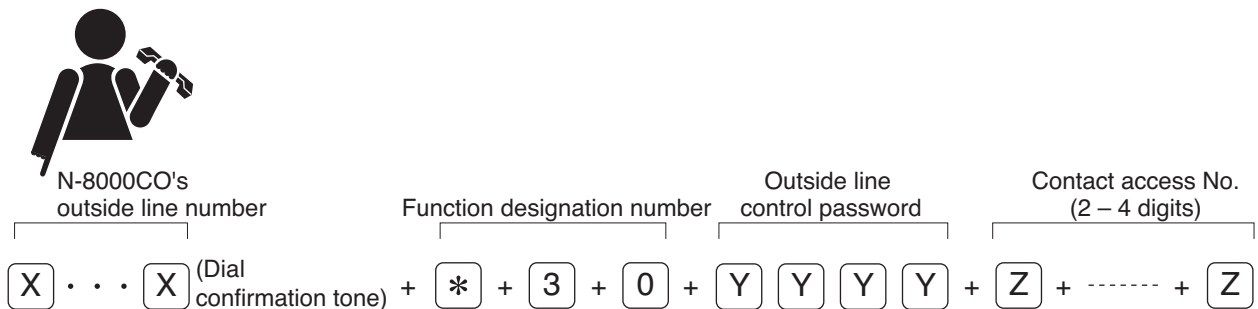 N-8000CO's
outside line number
Function designation number
Outside line
control password
Contact access No.
(2 – 4 digits)
X · · · X (Dial
confirmation tone) + * + 3 + 0 + Y Y Y Y + Z + ------- + Z